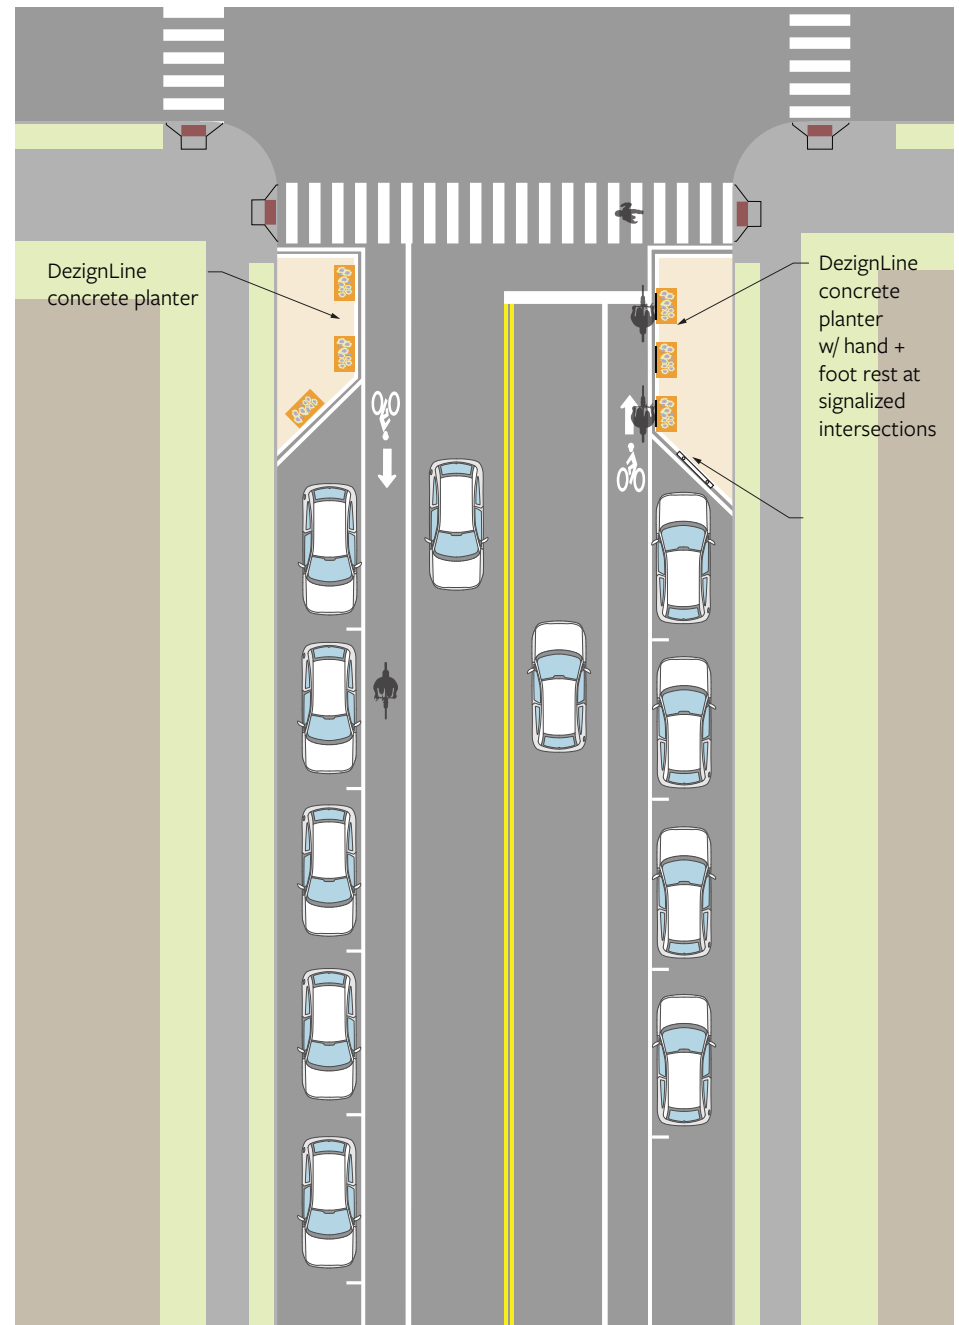 DezignLine
concrete planter
DezignLine
concrete
planter
w/ hand +
foot rest at
signalized
intersections